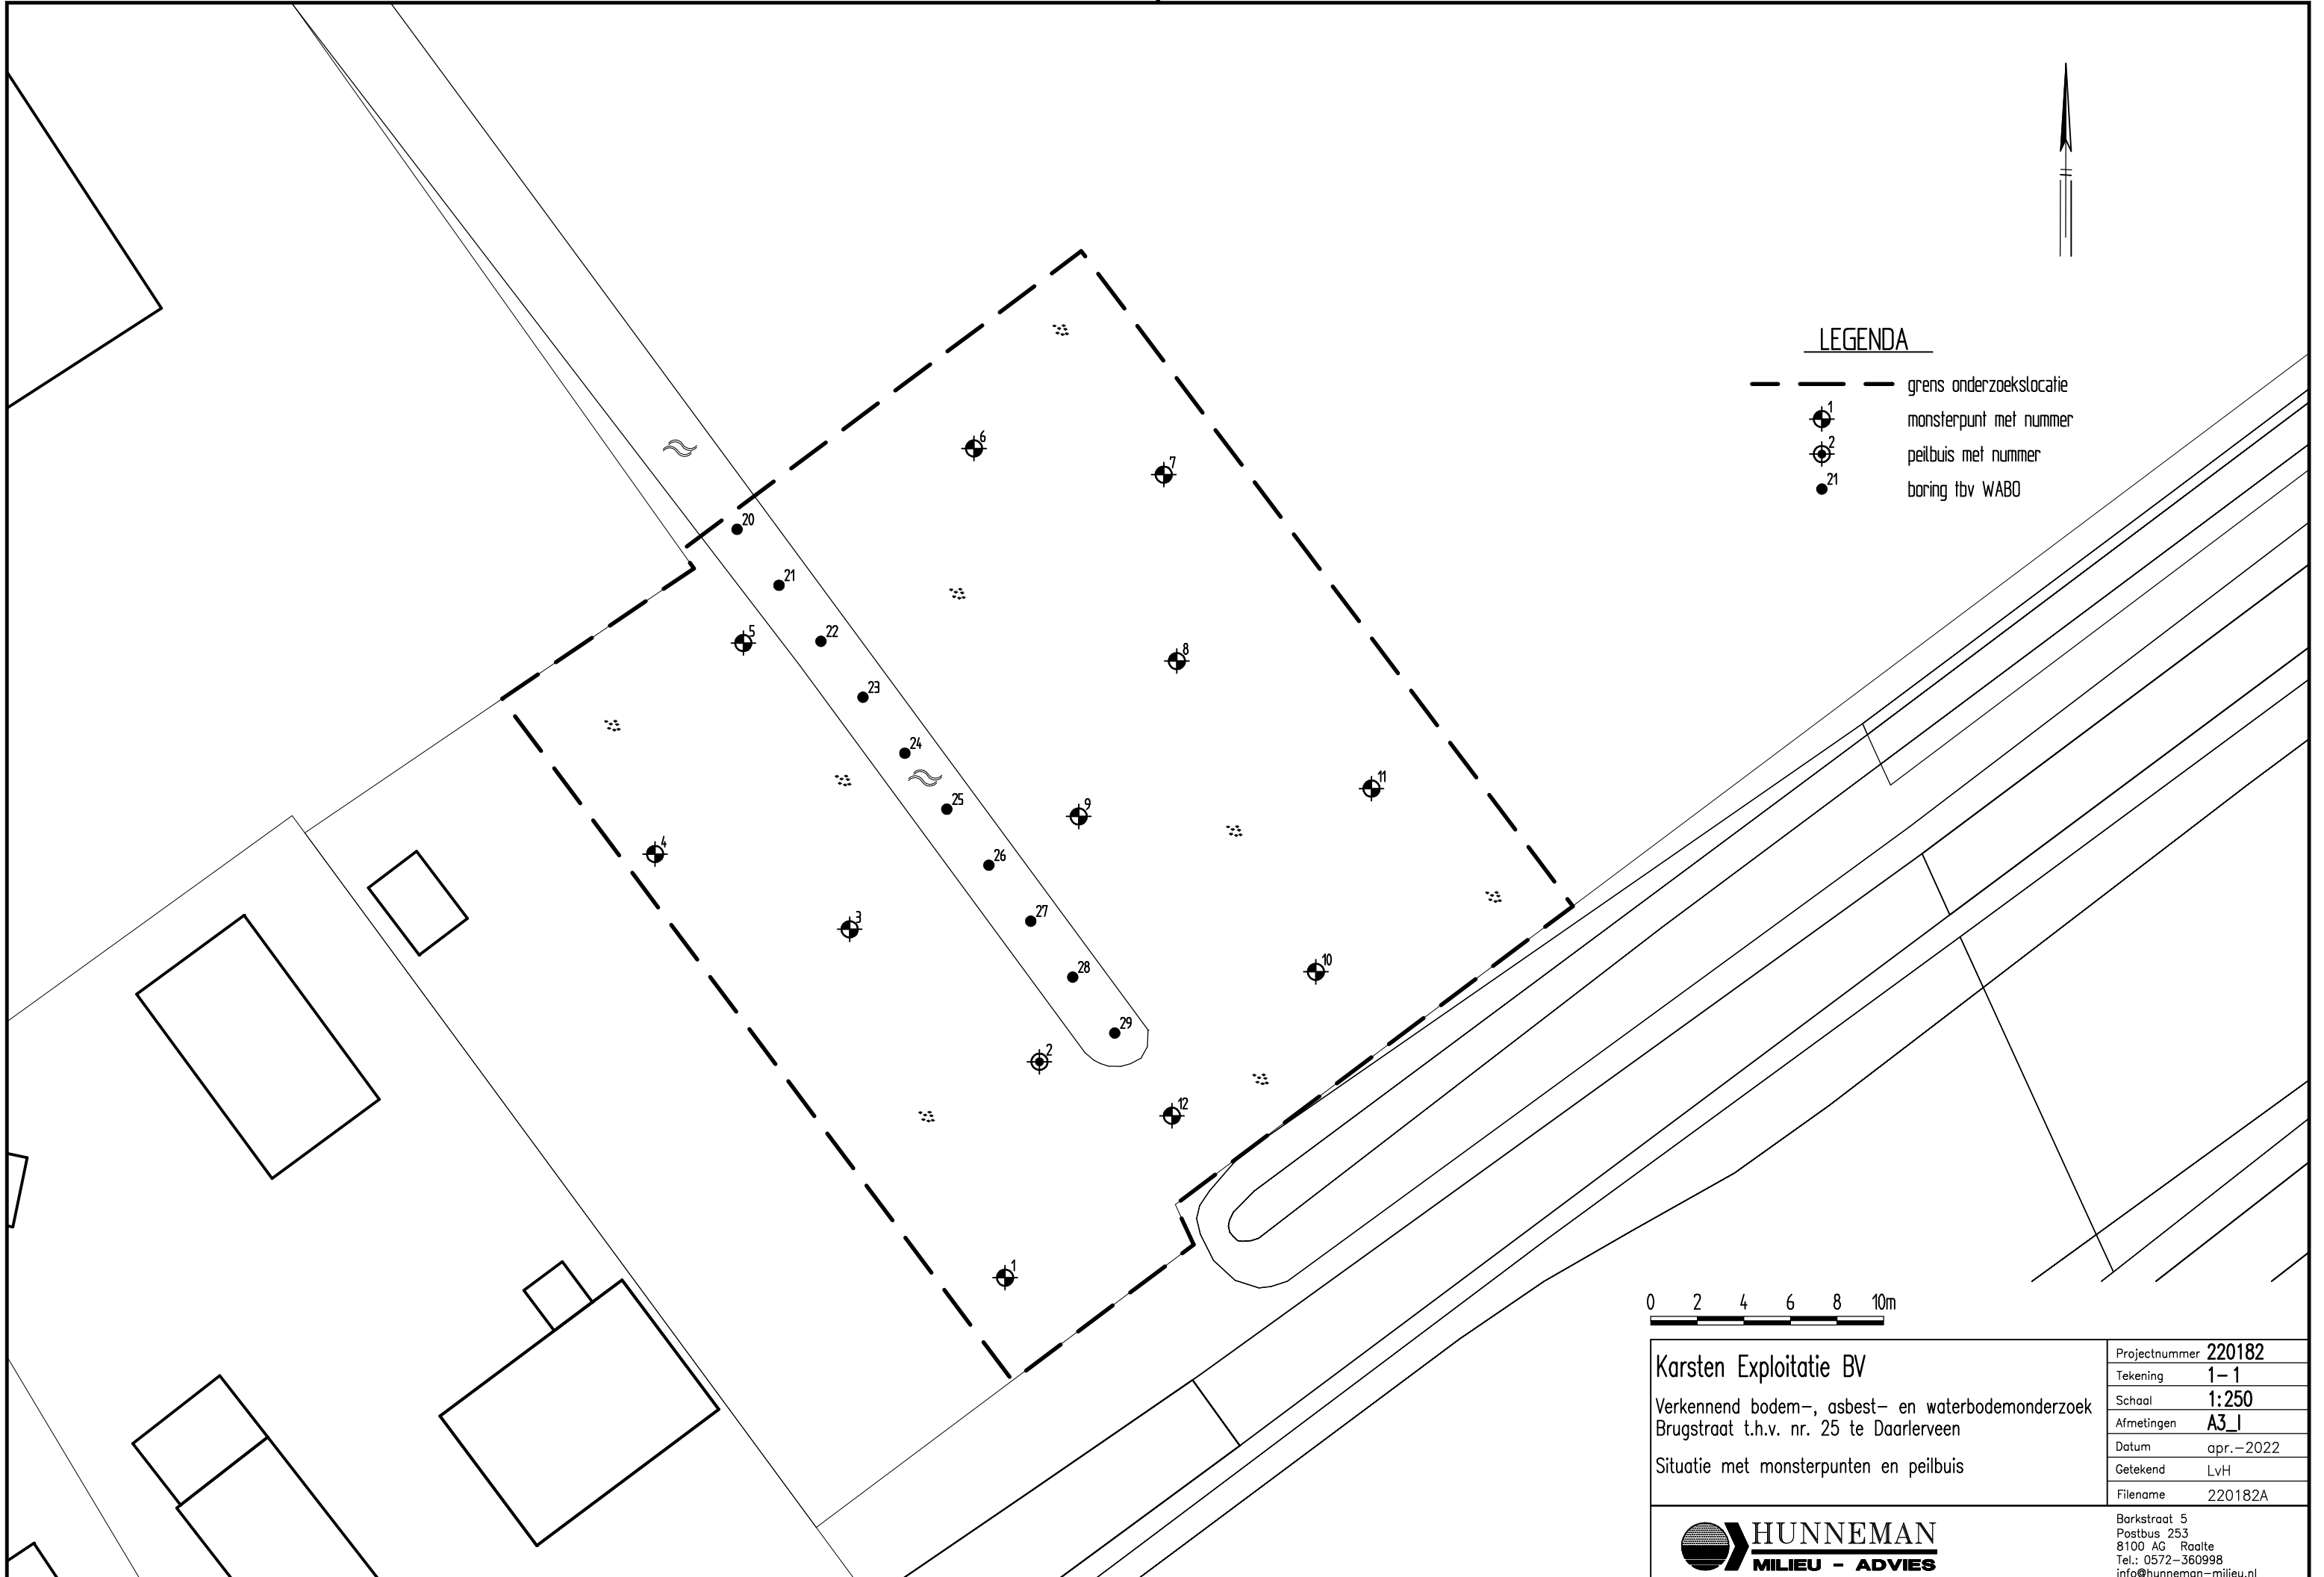 LEGENDA
grens onderzoekslocatie
1 monsterpunt met nummer
2 peilbuis met nummer
21 boring tbv WABO
6
7
20
21
5
22
8
23
24
11
25
9
4
26
3
27
10
28
29
2
12
1
0 2 4 6 8 10m
Karsten Exploitatie BV
Verkennend bodem-, asbest- en waterbodemonderzoek
Brugstraat t.h.v. nr. 25 te Daarlerveen
Situatie met monsterpunten en peilbuis
Projectnummer 220182
Tekening 1-1
Schaal 1:250
Afmetingen A3_l
Datum apr.-2022
Getekend LvH
Filename 220182A
HUNNEMAN
MILIEU - ADVIES
Barkstraat 5
Postbus 253
8100 AG Raalte
Tel.: 0572-360998
info@hunneman-milieu.nl